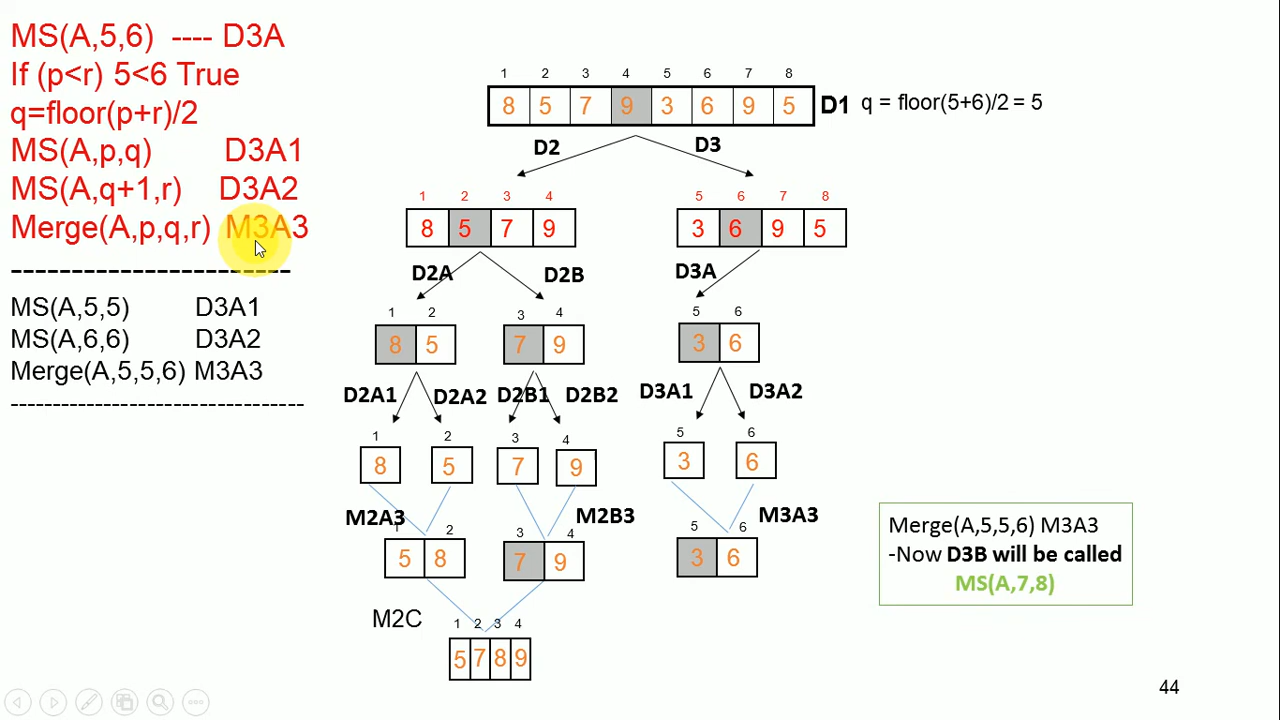 MS(A,5,6) ---- D3A
If (p<r) 5<6 True
q=floor(p+r)/2
MS(A,p,q) D3A1
MS(A,q+1,r) D3A2
Merge(A,p,q,r) M3A3
-----------------------
MS(A,5,5) D3A1
MS(A,6,6) D3A2
Merge(A,5,5,6) M3A3
----------------------------------
1 2 3 4 5 6 7 8
8 5 7 9 3 6 9 5 D1 q = floor(5+6)/2 = 5
D2 D3
1 2 3 4 5 6 7 8
8 5 7 9 3 6 9 5
D2A D2B D3A
1 2 3 4 5 6
8 5 7 9 3 6
D2A1 D2A2 D2B1 D2B2 D3A1 D3A2
1 2 3 4 5 6
8 5 7 9 3 6
M2A3 M2B3 M3A3
1 2 3 4 5 6
5 8 7 9 3 6
M2C 1 2 3 4
5 7 8 9
Merge(A,5,5,6) M3A3
-Now D3B will be called
MS(A,7,8)
44